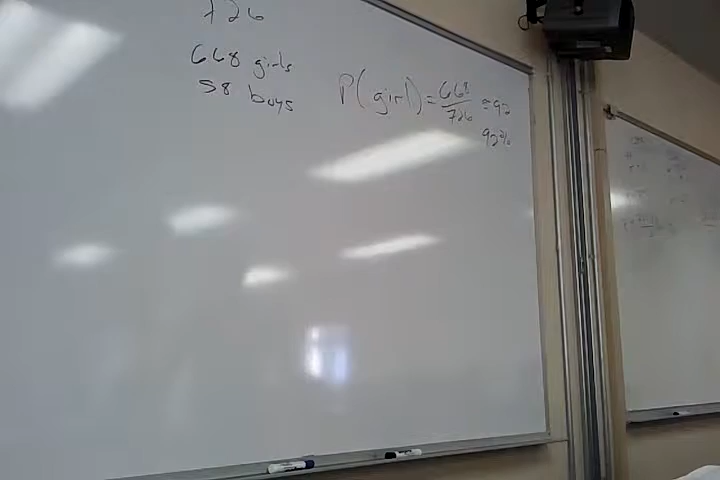 726
668 girls
58 boys
P(girl) = 668/726 ≈ 92
92%